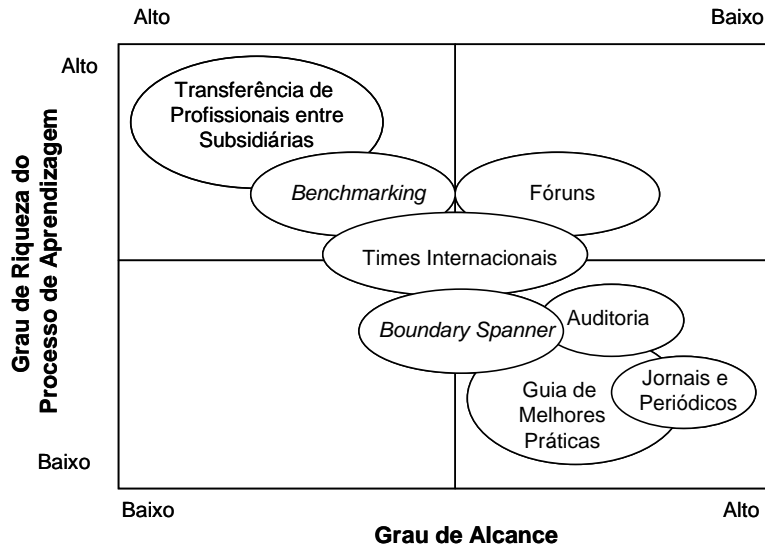 Alto
Baixo
Alto
Transferência de
Profissionais entre
Subsidiárias
Benchmarking
Fóruns
Grau de Riqueza do
Processo de Aprendizagem
Times Internacionais
Boundary Spanner
Auditoria
Guia de
Melhores
Práticas
Jornais e
Periódicos
Baixo
Baixo
Alto
Grau de Alcance